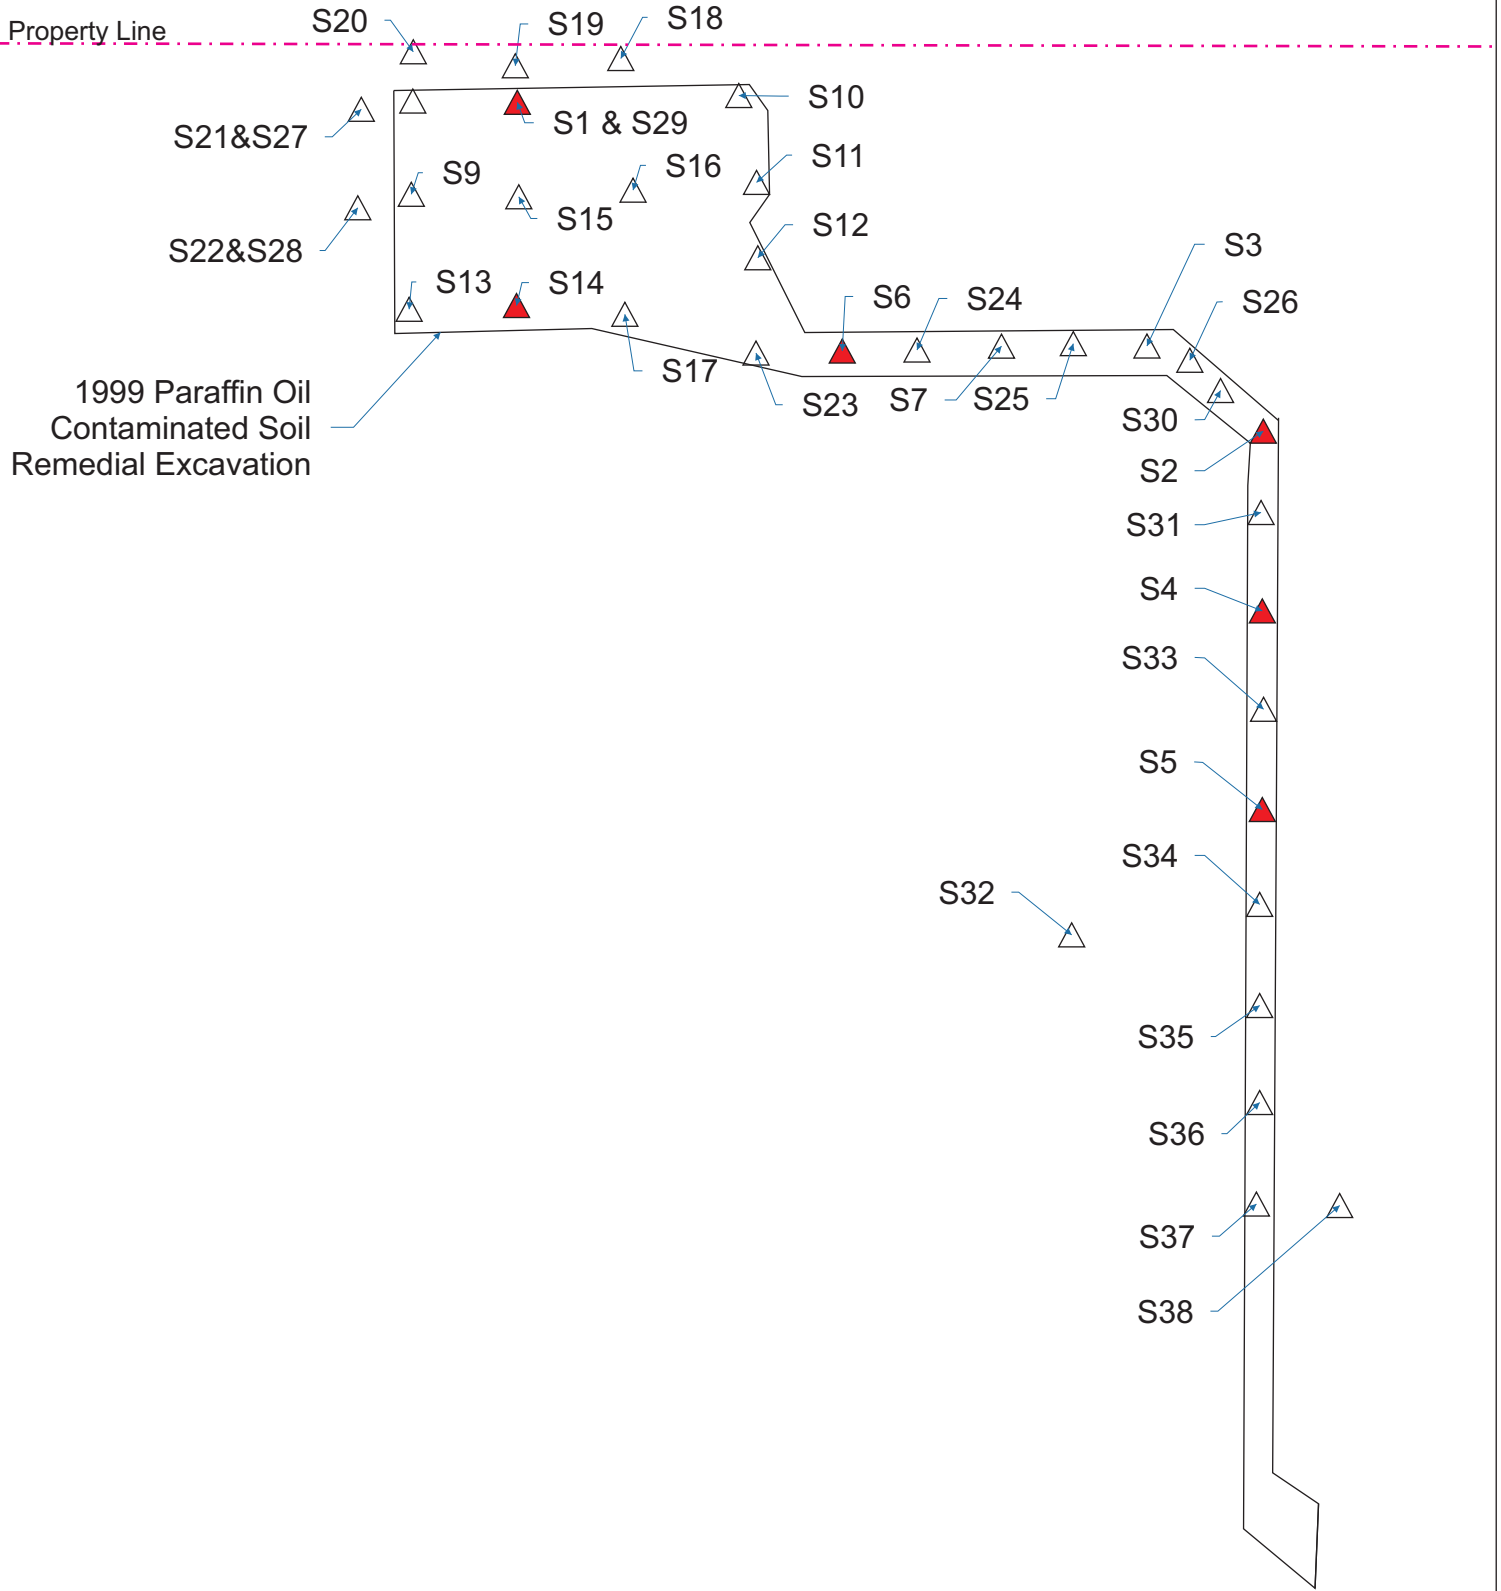 Property Line
S20
S19
S18
S10
S21&S27
S1 & S29
S11
S16
S9
S15
S12
S22&S28
S3
S13
S14
S6
S24
S26
S17
1999 Paraffin Oil
Contaminated Soil
Remedial Excavation
S23
S7
S25
S30
S2
S31
S4
S33
S5
S34
S32
S35
S36
S37
S38